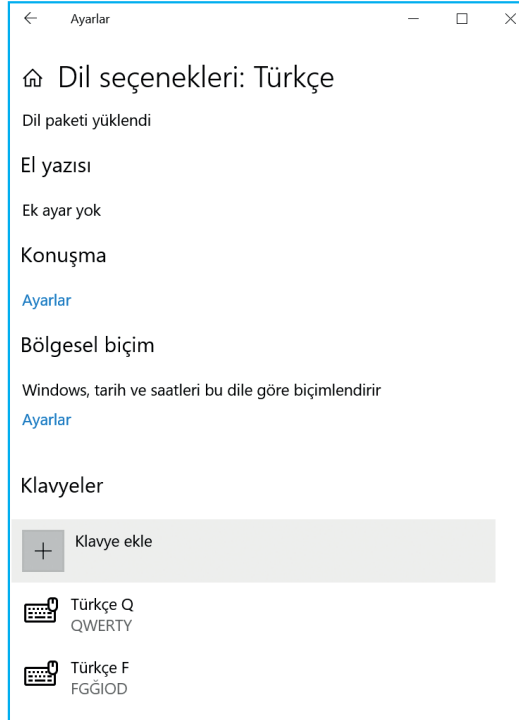 Ayarlar
Dil seçenekleri: Türkçe
Dil paketi yüklendi
El yazısı
Ek ayar yok
Konuşma
Ayarlar
Bölgesel biçim
Windows, tarih ve saatleri bu dile göre biçimlendirir
Ayarlar
Klavyeler
Klavye ekle
Türkçe Q
QWERTY
Türkçe F
FGĞIOD